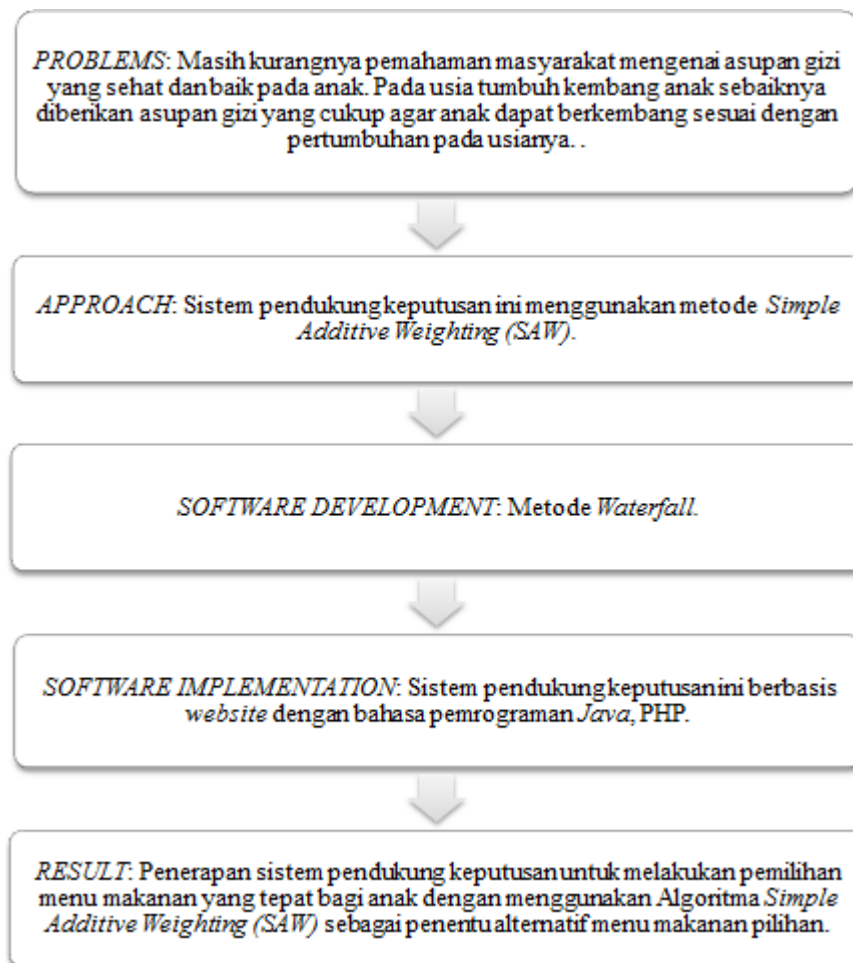 PROBLEMS: Masih kurangnya pemahaman masyarakat mengenai asupan gizi
yang sehat dan baik pada anak. Pada usia tumbuh kembang anak sebaiknya
diberikan asupan gizi yang cukup agar anak dapat berkembang sesuai dengan
pertumbuhan pada usianya. .
APPROACH: Sistem pendukung keputusan ini menggunakan metode Simple
Additive Weighting (SAW).
SOFTWARE DEVELOPMENT: Metode Waterfall.
SOFTWARE IMPLEMENTATION: Sistem pendukung keputusan ini berbasis
website dengan bahasa pemrograman Java, PHP.
RESULT: Penerapan sistem pendukung keputusan untuk melakukan pemilihan
menu makanan yang tepat bagi anak dengan menggunakan Algoritma Simple
Additive Weighting (SAW) sebagai penentu alternatif menu makanan pilihan.